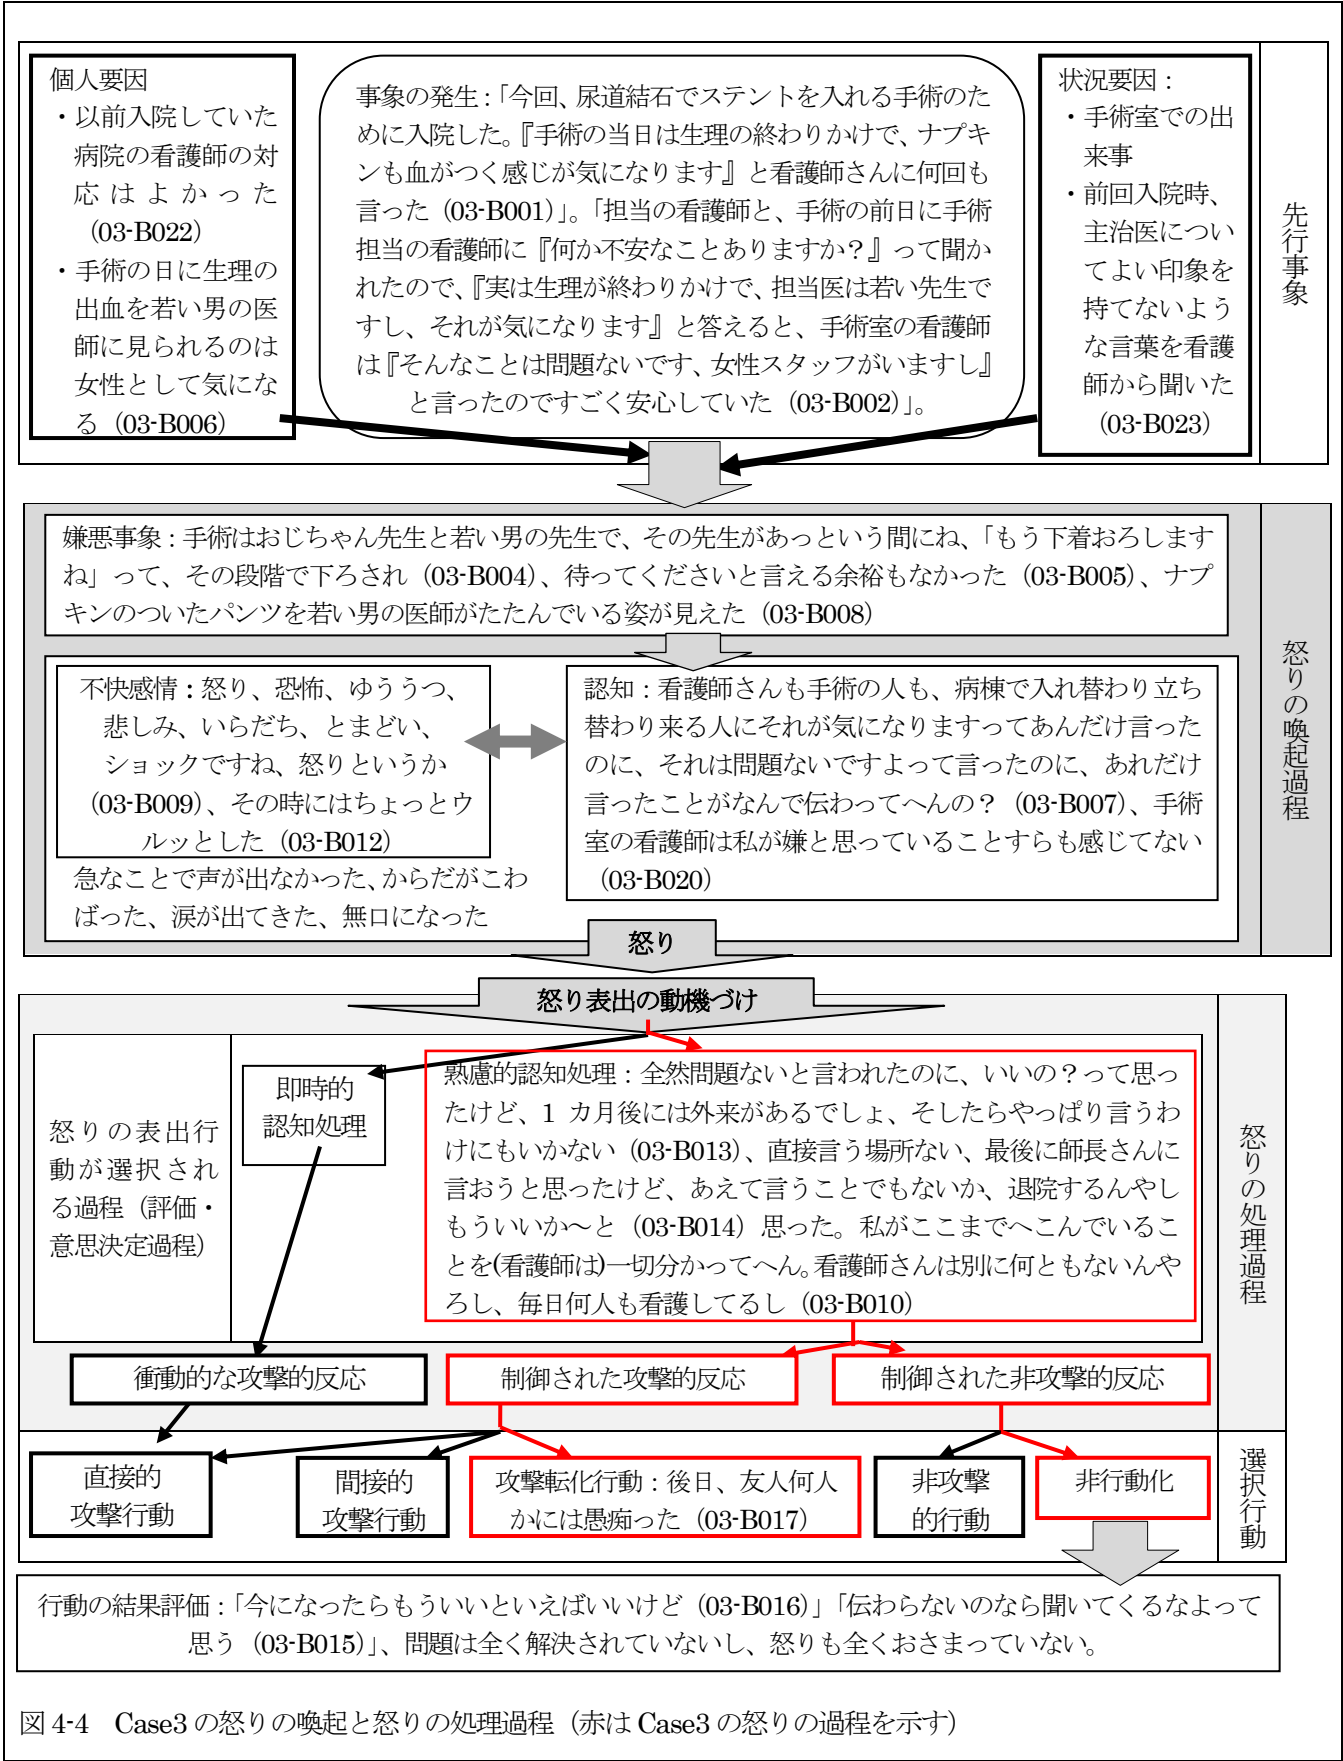 個人要因
・以前入院していた
病院の看護師の対
応はよかった
（03-B022）
・手術の日に生理の
出血を若い男の医
師に見られるのは
女性として気にな
る（03-B006）
事象の発生：「今回、尿道結石でステントを入れる手術のた
めに入院した。『手術の当日は生理の終わりかけで、ナプキ
ンも血がつく感じが気になります』と看護師さんに何回も
言った（03-B001）」。「担当の看護師と、手術の前日に手術
担当の看護師に『何か不安なことありますか？』って聞か
れたので、『実は生理が終わりかけで、担当医は若い先生で
すし、それが気になります』と答えると、手術室の看護師
は『そんなことは問題ないです、女性スタッフがいますし』
と言ったのですごく安心していた（03-B002）」。
状況要因：
・手術室での出
来事
・前回入院時、
主治医につい
てよい印象を
持てないよう
な言葉を看護
師から聞いた
（03-B023）
先行事象
嫌悪事象：手術はおじちゃん先生と若い男の先生で、その先生があっという間にね、「もう下着おろします
ね」って、その段階で下ろされ（03-B004）、待ってくださいと言える余裕もなかった（03-B005）、ナプ
キンのついたパンツを若い男の医師がたたんでいる姿が見えた（03-B008）
不快感情：怒り、恐怖、ゆううつ、
悲しみ、いらだち、とまどい、
ショックですね、怒りというか
（03-B009）、その時にはちょっとウ
ルッとした（03-B012）
急なことで声が出なかった、からだがこわ
ばった、涙が出てきた、無口になった
認知：看護師さんも手術の人も、病棟で入れ替わり立ち
替わり来る人にそれが気になりますってあんだけ言った
のに、それは問題ないですよって言ったのに、あれだけ
言ったことがなんで伝わってへんの？（03-B007）、手術
室の看護師は私が嫌と思っていることすらも感じてない
（03-B020）
怒りの喚起過程
怒り
怒り表出の動機づけ
怒りの表出行
動が選択され
る過程（評価・
意思決定過程）
即時的
認知処理
熟慮的認知処理：全然問題ないと言われたのに、いいの？って思っ
たけど、1 カ月後には外来があるでしょ、そしたらやっぱり言うわ
けにもいかない（03-B013）、直接言う場所ない、最後に師長さんに
言おうと思ったけど、あえて言うことでもないか、退院するんやし
もういいか～と（03-B014）思った。私がここまでへこんでいるこ
とを(看護師は)一切分かってへん。看護師さんは別に何ともないんや
ろし、毎日何人も看護してるし（03-B010）
怒りの処理過程
衝動的な攻撃的反応
制御された攻撃的反応
制御された非攻撃的反応
直接的
攻撃行動
間接的
攻撃行動
攻撃転化行動：後日、友人何人
かには愚痴った（03-B017）
非攻撃
的行動
非行動化
選択行動
行動の結果評価：「今になったらもういいといえばいいけど（03-B016）」「伝わらないのなら聞いてくるなよって
思う（03-B015）」、問題は全く解決されていないし、怒りも全くおさまっていない。
図 4-4　Case3 の怒りの喚起と怒りの処理過程（赤は Case3 の怒りの過程を示す）